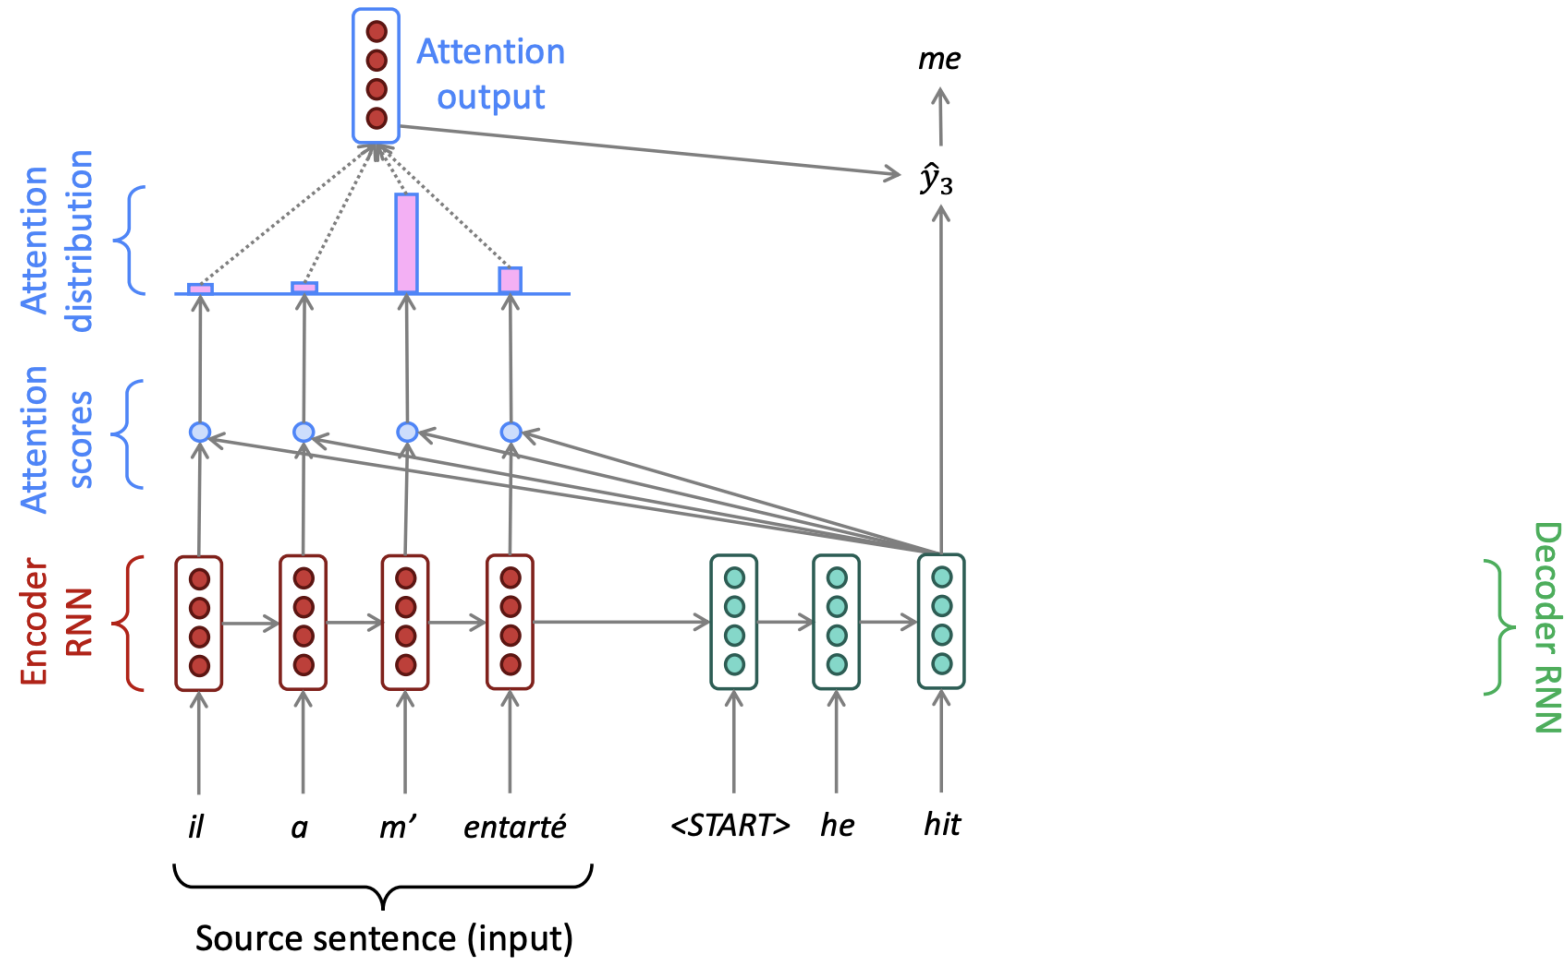 Attention
output
me
ŷ₃
Attention
distribution
Attention
scores
Encoder
RNN
Decoder RNN
il a m’ entarté <START> he hit
Source sentence (input)